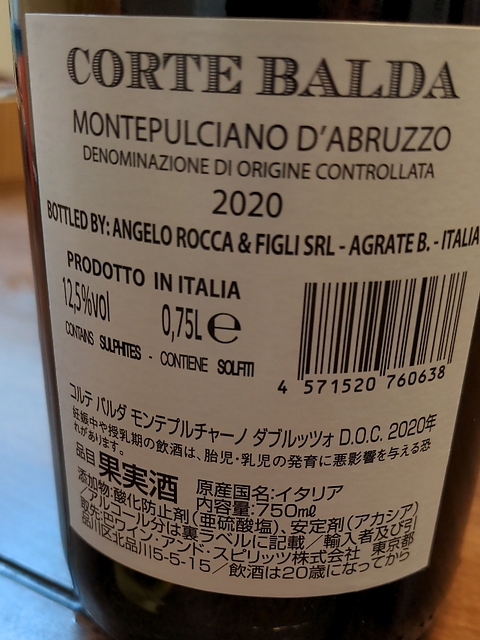 CORTE BALDA
MONTEPULCIANO D'ABRUZZO
DENOMINAZIONE DI ORIGINE CONTROLLATA
2020
BOTTLED BY: ANGELO ROCCA & FIGLI SRL - AGRATE B. - ITALIA
PRODOTTO IN ITALIA
12,5%vol 0,75L e
CONTAINS SULPHITES - CONTIENE SOLFITI
4 571520 760638
コルテ バルダ モンテプルチャーノ ダブルッツォ D.O.C. 2020年
妊娠中や授乳期の飲酒は、胎児・乳児の発育に悪影響を与える恐
れがあります。
品目 果実酒 原産国名:イタリア
内容量:750mℓ
添加物:酸化防止剤(亜硫酸塩)、安定剤(アカシア)
/アルコール分は裏ラベルに記載/輸入者及び引
取先:巴ワイン・アンド・スピリッツ株式会社 東京都
品川区北品川5-5-15/飲酒は20歳になってから